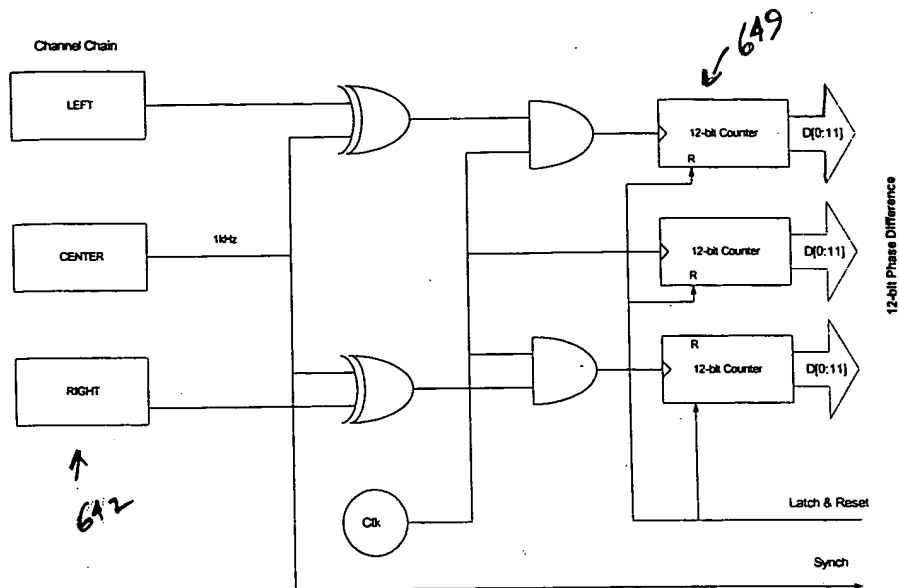 649
Channel Chain
LEFT
12-bit Counter
R
D[0:11]
CENTER
1kHz
12-bit Counter
R
D[0:11]
12-bit Phase Difference
RIGHT
R
12-bit Counter
D[0:11]
642
Clk
Latch & Reset
Synch